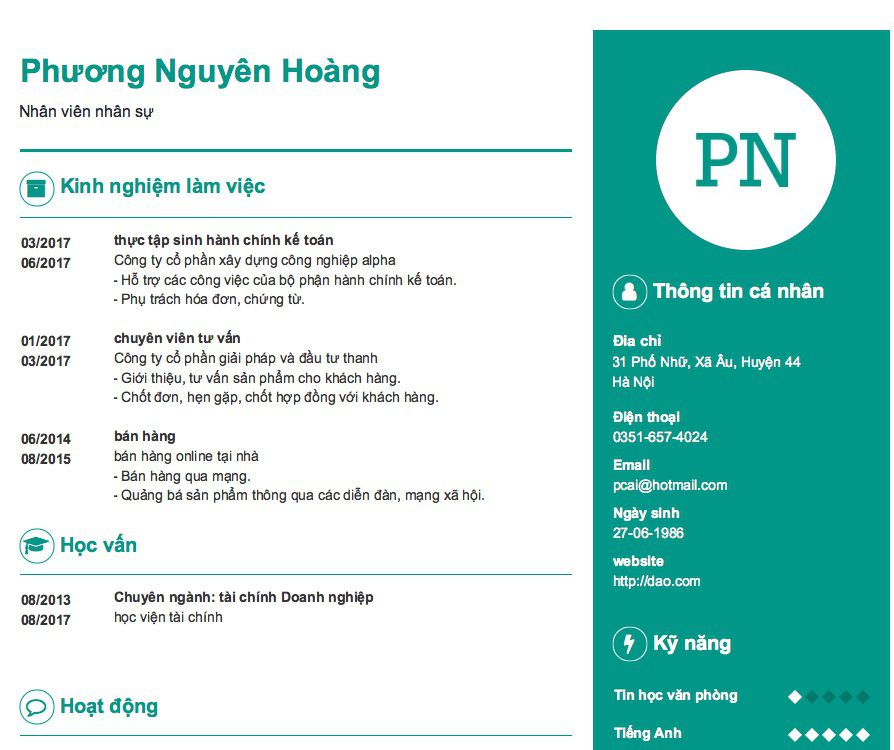 Phương Nguyên Hoàng
Nhân viên nhân sự
Kinh nghiệm làm việc
03/2017
06/2017
thực tập sinh hành chính kế toán
Công ty cổ phần xây dựng công nghiệp alpha
- Hỗ trợ các công việc của bộ phận hành chính kế toán.
- Phụ trách hóa đơn, chứng từ.
01/2017
03/2017
chuyên viên tư vấn
Công ty cổ phần giải pháp và đầu tư thanh
- Giới thiệu, tư vấn sản phẩm cho khách hàng.
- Chốt đơn, hẹn gặp, chốt hợp đồng với khách hàng.
06/2014
08/2015
bán hàng
bán hàng online tại nhà
- Bán hàng qua mạng.
- Quảng bá sản phẩm thông qua các diễn đàn, mạng xã hội.
Học vấn
08/2013
08/2017
Chuyên ngành: tài chính Doanh nghiệp
học viện tài chính
Hoạt động
PN
Thông tin cá nhân
Đia chỉ
31 Phố Nhữ, Xã Âu, Huyện 44
Hà Nội
Điện thoại
0351-657-4024
Email
pcai@hotmail.com
Ngày sinh
27-06-1986
website
http://dao.com
Kỹ năng
Tin học văn phòng
Tiếng Anh